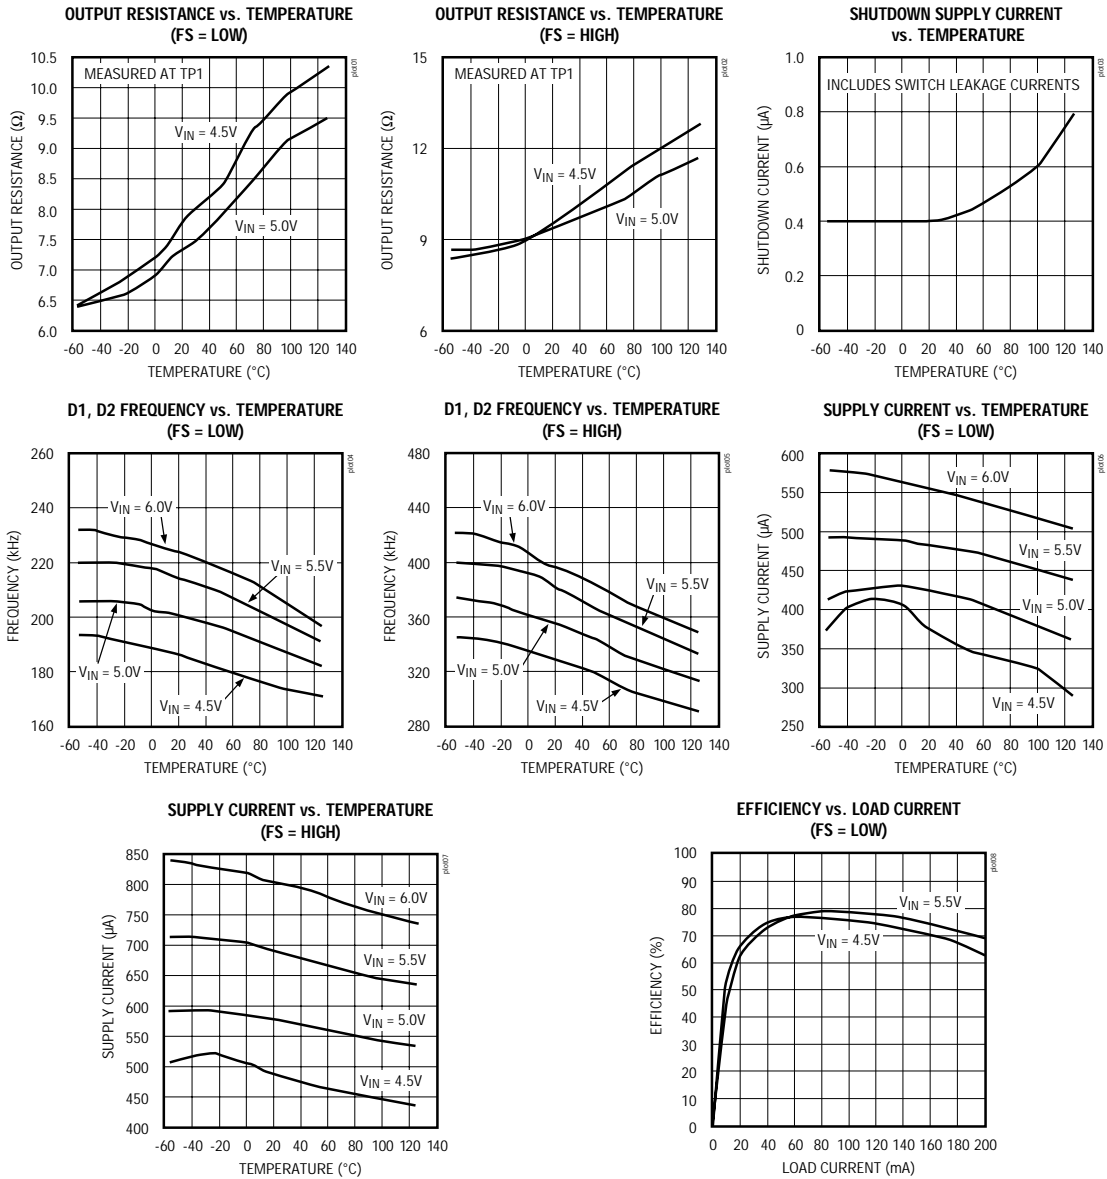 OUTPUT RESISTANCE vs. TEMPERATURE
(FS = LOW)
10.5
10.0
9.5
9.0
8.5
8.0
7.5
7.0
6.5
6.0
OUTPUT RESISTANCE (Ω)
MEASURED AT TP1
VIN = 4.5V
VIN = 5.0V
plot01
-60 -40 -20 0 20 40 60 80 100 120 140
TEMPERATURE (°C)
OUTPUT RESISTANCE vs. TEMPERATURE
(FS = HIGH)
15
12
9
6
OUTPUT RESISTANCE (Ω)
MEASURED AT TP1
VIN = 4.5V
VIN = 5.0V
plot02
-60 -40 -20 0 20 40 60 80 100 120 140
TEMPERATURE (°C)
SHUTDOWN SUPPLY CURRENT
vs. TEMPERATURE
1.0
0.8
0.6
0.4
0.2
0
SHUTDOWN CURRENT (µA)
INCLUDES SWITCH LEAKAGE CURRENTS
plot03
-60 -40 -20 0 20 40 60 80 100 120 140
TEMPERATURE (°C)
D1, D2 FREQUENCY vs. TEMPERATURE
(FS = LOW)
260
240
220
200
180
160
FREQUENCY (kHz)
VIN = 6.0V
VIN = 5.5V
VIN = 5.0V
VIN = 4.5V
plot04
-60 -40 -20 0 20 40 60 80 100 120 140
TEMPERATURE (°C)
D1, D2 FREQUENCY vs. TEMPERATURE
(FS = HIGH)
480
440
400
360
320
280
FREQUENCY (kHz)
VIN = 6.0V
VIN = 5.5V
VIN = 5.0V
VIN = 4.5V
plot05
-60 -40 -20 0 20 40 60 80 100 120 140
TEMPERATURE (°C)
SUPPLY CURRENT vs. TEMPERATURE
(FS = LOW)
600
550
500
450
400
350
300
250
SUPPLY CURRENT (µA)
VIN = 6.0V
VIN = 5.5V
VIN = 5.0V
VIN = 4.5V
plot06
-60 -40 -20 0 20 40 60 80 100 120 140
TEMPERATURE (°C)
SUPPLY CURRENT vs. TEMPERATURE
(FS = HIGH)
850
800
750
700
650
600
550
500
450
400
SUPPLY CURRENT (µA)
VIN = 6.0V
VIN = 5.5V
VIN = 5.0V
VIN = 4.5V
plot07
-60 -40 -20 0 20 40 60 80 100 120 140
TEMPERATURE (°C)
EFFICIENCY vs. LOAD CURRENT
(FS = LOW)
100
90
80
70
60
50
40
30
20
10
0
EFFICIENCY (%)
VIN = 5.5V
VIN = 4.5V
plot08
0 20 40 60 80 100 120 140 160 180 200
LOAD CURRENT (mA)